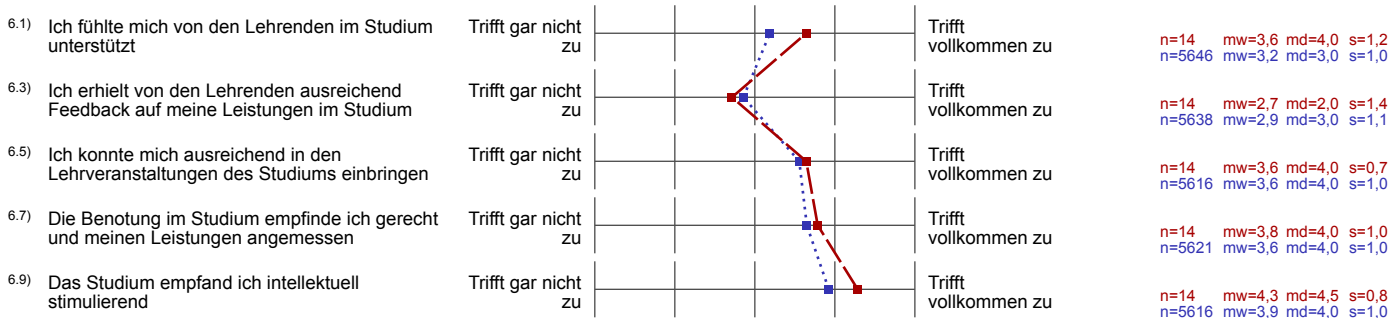 6.1) Ich fühlte mich von den Lehrenden im Studium
unterstützt
Trifft gar nicht
zu
Trifft
vollkommen zu
n=14 mw=3,6 md=4,0 s=1,2
n=5646 mw=3,2 md=3,0 s=1,0
6.3) Ich erhielt von den Lehrenden ausreichend
Feedback auf meine Leistungen im Studium
Trifft gar nicht
zu
Trifft
vollkommen zu
n=14 mw=2,7 md=2,0 s=1,4
n=5638 mw=2,9 md=3,0 s=1,1
6.5) Ich konnte mich ausreichend in den
Lehrveranstaltungen des Studiums einbringen
Trifft gar nicht
zu
Trifft
vollkommen zu
n=14 mw=3,6 md=4,0 s=0,7
n=5616 mw=3,6 md=4,0 s=1,0
6.7) Die Benotung im Studium empfinde ich gerecht
und meinen Leistungen angemessen
Trifft gar nicht
zu
Trifft
vollkommen zu
n=14 mw=3,8 md=4,0 s=1,0
n=5621 mw=3,6 md=4,0 s=1,0
6.9) Das Studium empfand ich intellektuell
stimulierend
Trifft gar nicht
zu
Trifft
vollkommen zu
n=14 mw=4,3 md=4,5 s=0,8
n=5616 mw=3,9 md=4,0 s=1,0